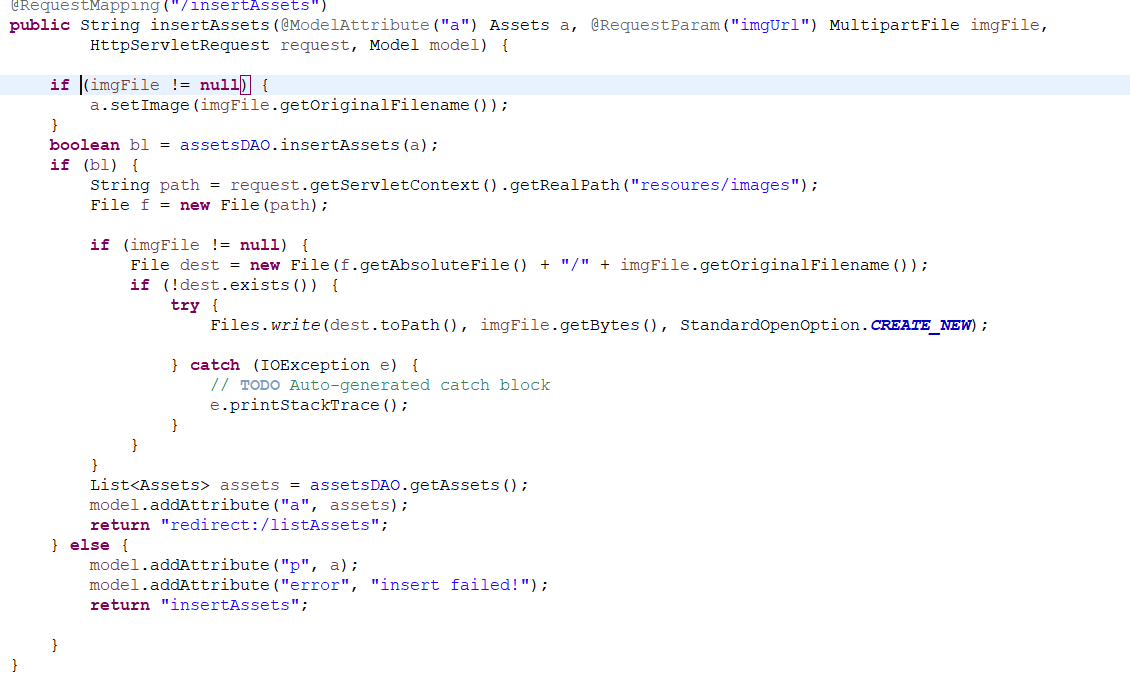 @RequestMapping("/insertAssets")
public String insertAssets(@ModelAttribute("a") Assets a, @RequestParam("imgUrl") MultipartFile imgFile,
HttpServletRequest request, Model model) {
if (imgFile != null) {
a.setImage(imgFile.getOriginalFilename());
}
boolean bl = assetsDAO.insertAssets(a);
if (bl) {
String path = request.getServletContext().getRealPath("resoures/images");
File f = new File(path);
if (imgFile != null) {
File dest = new File(f.getAbsoluteFile() + "/" + imgFile.getOriginalFilename());
if (!dest.exists()) {
try {
Files.write(dest.toPath(), imgFile.getBytes(), StandardOpenOption.CREATE_NEW);
} catch (IOException e) {
// TODO Auto-generated catch block
e.printStackTrace();
}
}
}
List<Assets> assets = assetsDAO.getAssets();
model.addAttribute("a", assets);
return "redirect:/listAssets";
} else {
model.addAttribute("p", a);
model.addAttribute("error", "insert failed!");
return "insertAssets";
}
}